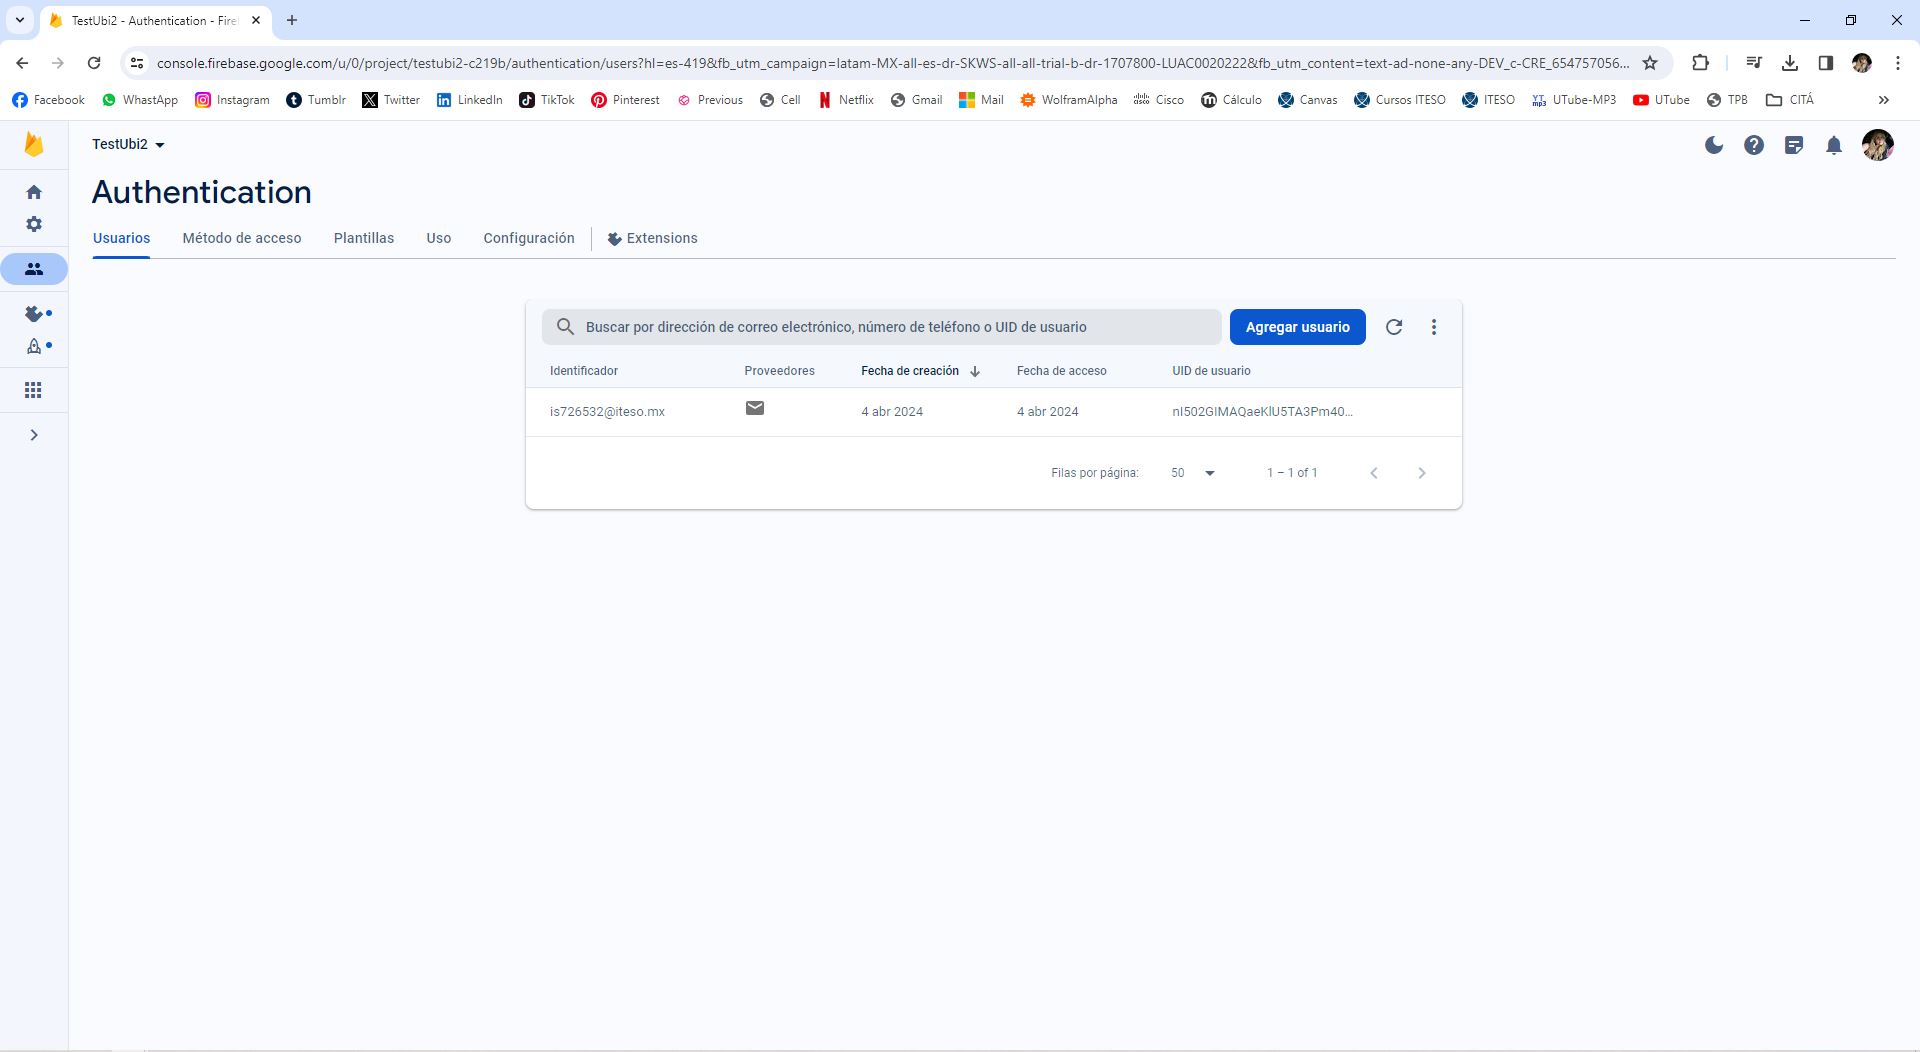 TestUbi2 - Authentication - Fire
console.firebase.google.com/u/0/project/testubi2-c219b/authentication/users?hl=es-419&fb_utm_campaign=latam-MX-all-es-dr-SKWS-all-all-trial-b-dr-1707800-LUAC0020222&fb_utm_content=text-ad-none-any-DEV_c-CRE_654757056...
Facebook WhastApp Instagram Tumblr Twitter LinkedIn TikTok Pinterest Previous Cell Netflix Gmail Mail WolframAlpha Cisco Cálculo Canvas Cursos ITESO ITESO UTube-MP3 UTube TPB CITÁ
TestUbi2
Authentication
Usuarios Método de acceso Plantillas Uso Configuración Extensions
Buscar por dirección de correo electrónico, número de teléfono o UID de usuario Agregar usuario
Identificador Proveedores Fecha de creación Fecha de acceso UID de usuario
is726532@iteso.mx 4 abr 2024 4 abr 2024 nI502GIMAQaeKlU5TA3Pm40...
Filas por página: 50 1 – 1 of 1